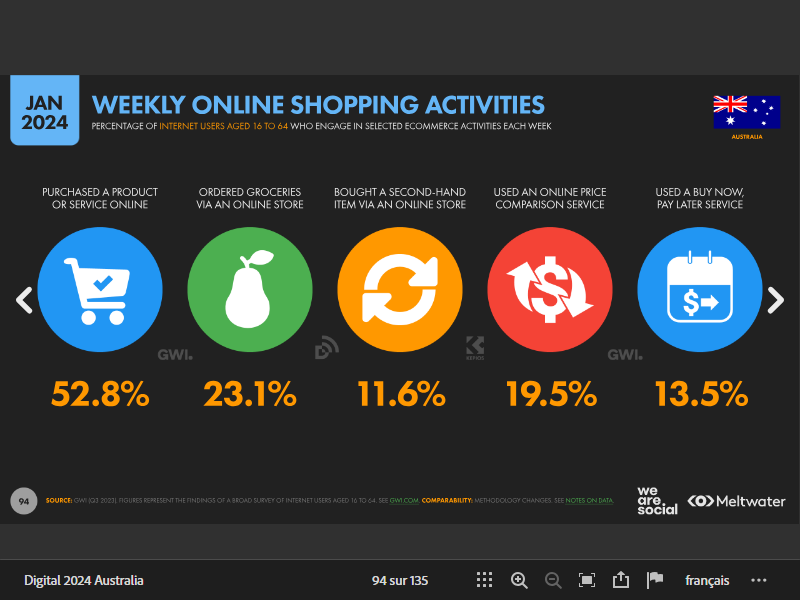 JAN
2024
WEEKLY ONLINE SHOPPING ACTIVITIES
PERCENTAGE OF INTERNET USERS AGED 16 TO 64 WHO ENGAGE IN SELECTED ECOMMERCE ACTIVITIES EACH WEEK
AUSTRALIA
PURCHASED A PRODUCT
OR SERVICE ONLINE
ORDERED GROCERIES
VIA AN ONLINE STORE
BOUGHT A SECOND-HAND
ITEM VIA AN ONLINE STORE
USED AN ONLINE PRICE
COMPARISON SERVICE
USED A BUY NOW,
PAY LATER SERVICE
$
$
GWI.
KEPIOS
GWI.
52.8%
23.1%
11.6%
19.5%
13.5%
94
SOURCE: GWI (Q3 2023). FIGURES REPRESENT THE FINDINGS OF A BROAD SURVEY OF INTERNET USERS AGED 16 TO 64. SEE GWI.COM. COMPARABILITY: METHODOLOGY CHANGES. SEE NOTES ON DATA.
we
are.
social
Meltwater
Digital 2024 Australia
94 sur 135
français